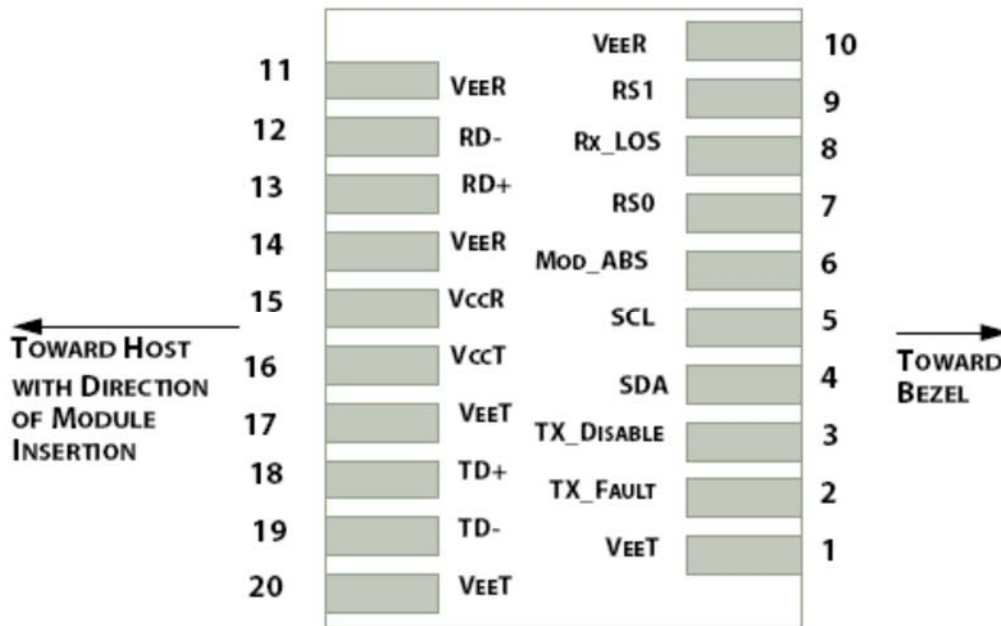 11 VEER
12 RD-
13 RD+
14 VEER
15 VCCR
16 VCCT
17 VEET
18 TD+
19 TD-
20 VEET
VEER 10
RS1 9
RX_LOS 8
RS0 7
MOD_ABS 6
SCL 5
SDA 4
TX_DISABLE 3
TX_FAULT 2
VEET 1
TOWARD HOST
WITH DIRECTION
OF MODULE
INSERTION
TOWARD
BEZEL